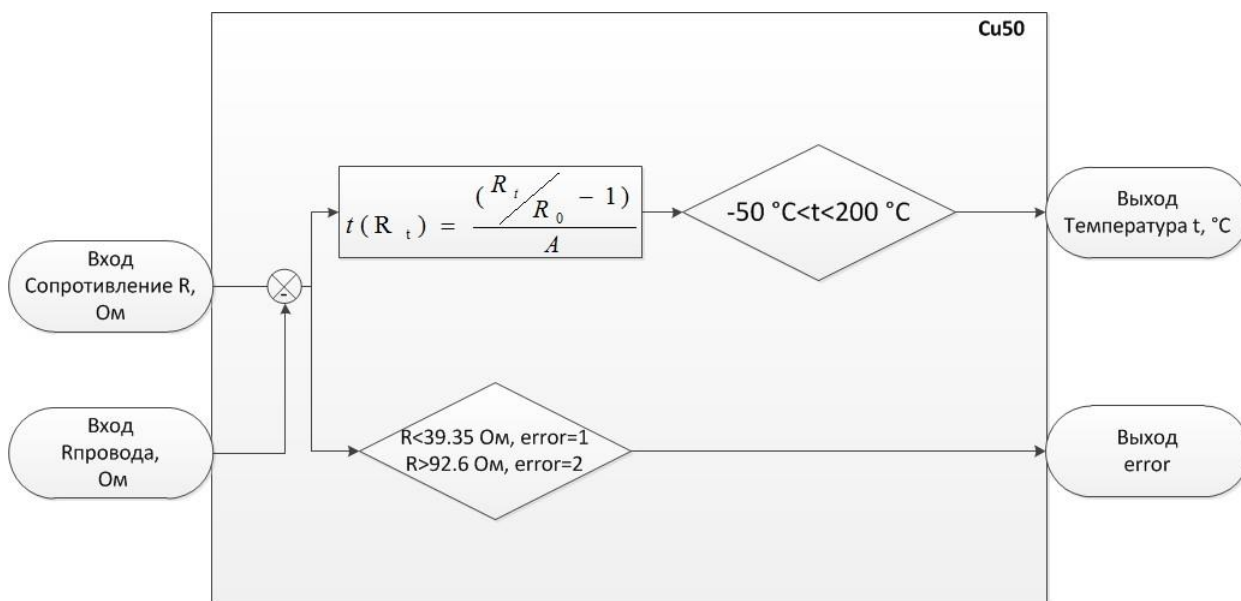 Cu50
Вход
Сопротивление R,
Ом
Вход
Rпровода,
Ом
t(R t) = (R t / R 0 − 1) / A
-50 °C<t<200 °C
R<39.35 Ом, error=1
R>92.6 Ом, error=2
Выход
Температура t, °C
Выход
error
-